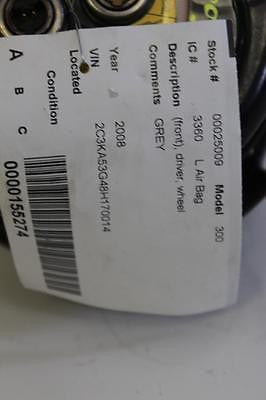 Stock # 00025009 Model 300
IC # 3360 L Air Bag
Description (front), driver, wheel
Comments GREY
Year 2008
VIN 2C3KA53G48H170014
Located
Condition
A B C 0000155274